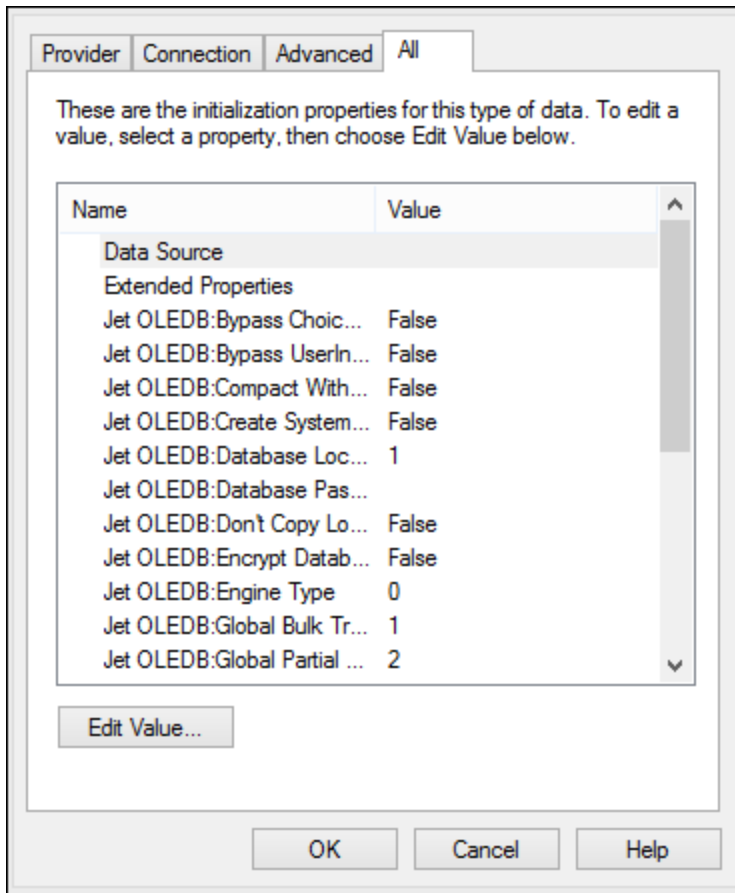 Provider Connection Advanced All
These are the initialization properties for this type of data. To edit a
value, select a property, then choose Edit Value below.
Name Value
Data Source
Extended Properties
Jet OLEDB:Bypass Choic... False
Jet OLEDB:Bypass UserIn... False
Jet OLEDB:Compact With... False
Jet OLEDB:Create System... False
Jet OLEDB:Database Loc... 1
Jet OLEDB:Database Pas...
Jet OLEDB:Don't Copy Lo... False
Jet OLEDB:Encrypt Datab... False
Jet OLEDB:Engine Type 0
Jet OLEDB:Global Bulk Tr... 1
Jet OLEDB:Global Partial ... 2
Edit Value...
OK Cancel Help